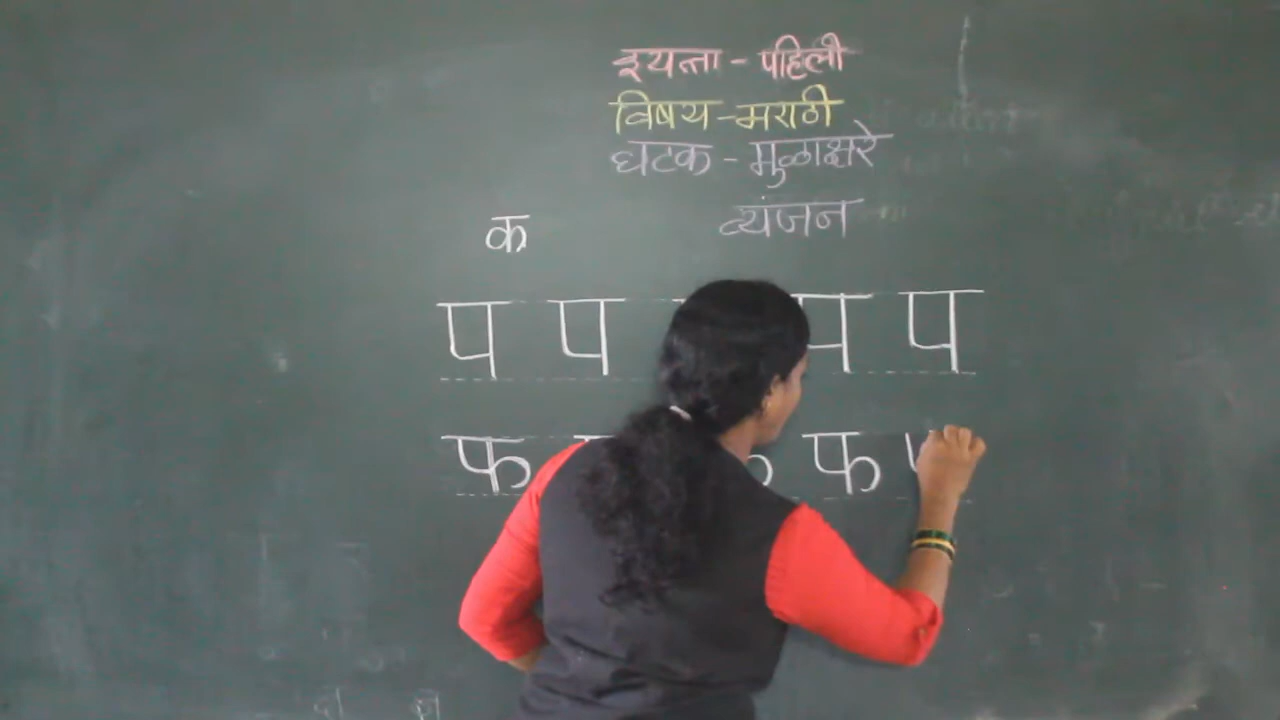 इयत्ता - पहिली
विषय - मराठी
घटक - मुळाक्षरे
व्यंजन
क
प प प प
फ फ